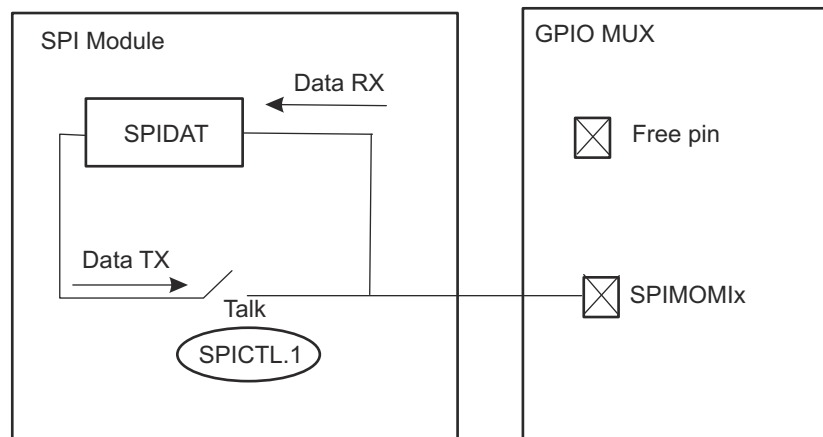 SPI Module
GPIO MUX
Data RX
SPIDAT
Free pin
Data TX
SPIMOMIx
Talk
SPICTL.1